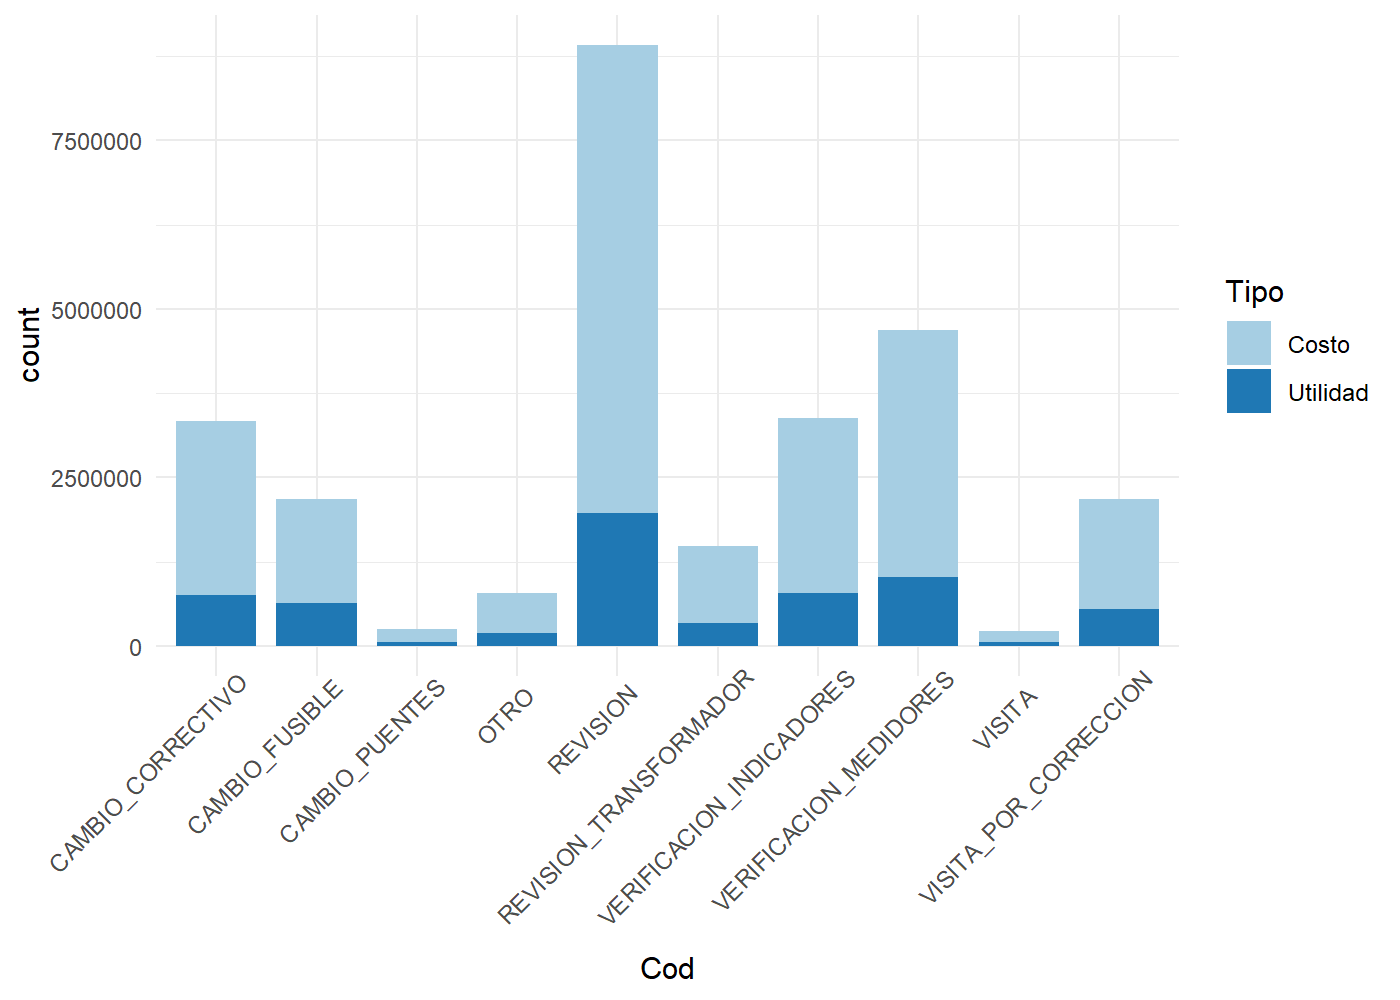 count
7500000
5000000
2500000
0
CAMBIO_CORRECTIVO
CAMBIO_FUSIBLE
CAMBIO_PUENTES
OTRO
REVISION
REVISION_TRANSFORMADOR
VERIFICACION_INDICADORES
VERIFICACION_MEDIDORES
VISITA
VISITA_POR_CORRECCION
Cod
Tipo
Costo
Utilidad